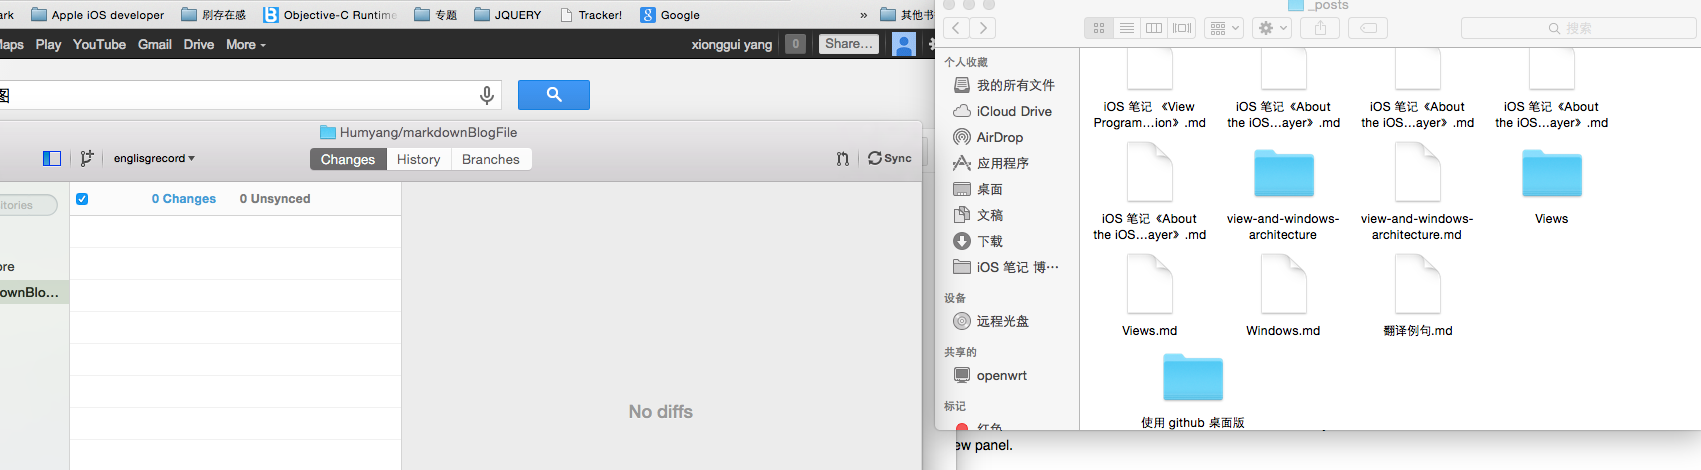 ark Apple iOS developer 刷存在感 Objective-C Runtime 专题 JQUERY Tracker! Google » 其他书
Maps Play YouTube Gmail Drive More xionggui yang 0 Share...
图
Humyang/markdownBlogFile
englisgrecord Changes History Branches Sync
itories
0 Changes 0 Unsynced
ore
ownBlo...
No diffs
_posts
搜索
个人收藏
我的所有文件
iCloud Drive
AirDrop
应用程序
桌面
文稿
下载
iOS 笔记 博…
设备
远程光盘
共享的
openwrt
标记
红色
iOS 笔记 《View
Program...ion》.md
iOS 笔记《About
the iOS...ayer》.md
iOS 笔记《About
the iOS...ayer》.md
iOS 笔记《About
the iOS...ayer》.md
iOS 笔记《About
the iOS...ayer》.md
view-and-windows-
architecture
view-and-windows-
architecture.md
Views
Views.md
Windows.md
翻译例句.md
使用 github 桌面版
ew panel.